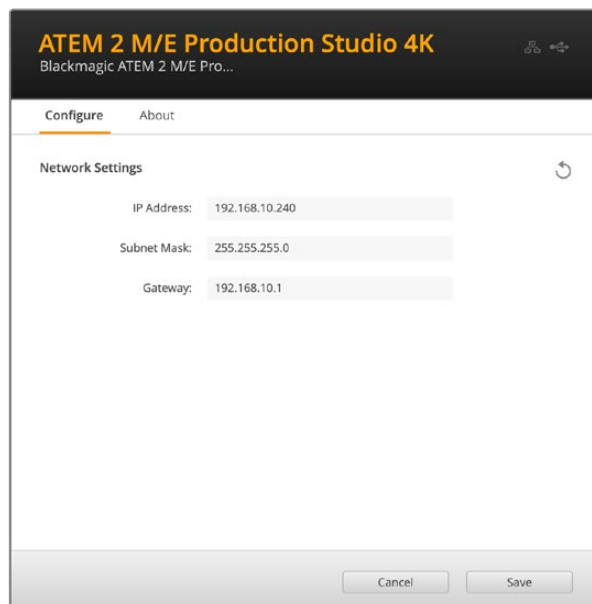 ATEM 2 M/E Production Studio 4K
Blackmagic ATEM 2 M/E Pro...
Configure About
Network Settings
IP Address: 192.168.10.240
Subnet Mask: 255.255.255.0
Gateway: 192.168.10.1
Cancel Save